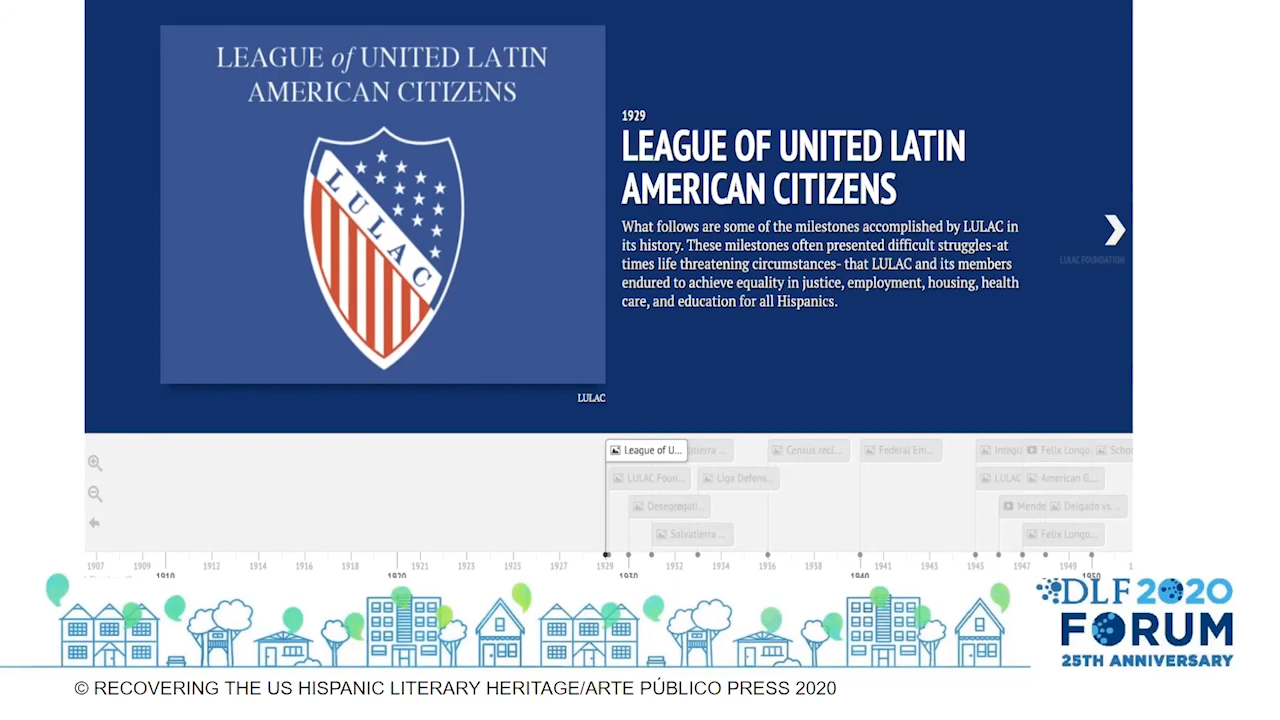 LEAGUE of UNITED LATIN
AMERICAN CITIZENS
LULAC
LULAC
1929
LEAGUE OF UNITED LATIN
AMERICAN CITIZENS
What follows are some of the milestones accomplished by LULAC in
its history. These milestones often presented difficult struggles-at
times life threatening circumstances- that LULAC and its members
endured to achieve equality in justice, employment, housing, health
care, and education for all Hispanics.
LULAC FOUNDATION
League of U... atierra ... Census recl... Federal Em... Integr Felix Longo Schoo
LULAC Foun... Liga Defens... LULAC American G...
Desegregati... Mende Delgado vs. ...
Salvatierra ... Felix Longo...
1907 1909 1912 1914 1916 1918 1921 1923 1925 1927 1929 1932 1934 1936 1938 1941 1943 1945 1947 1949
1910 1920 1930 1940 1950
DLF 2020
FORUM
25TH ANNIVERSARY
© RECOVERING THE US HISPANIC LITERARY HERITAGE/ARTE PÚBLICO PRESS 2020